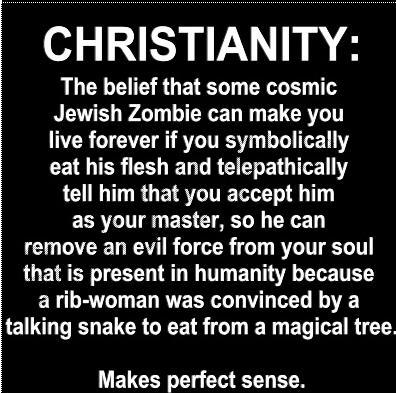 CHRISTIANITY:
The belief that some cosmic
Jewish Zombie can make you
live forever if you symbolically
eat his flesh and telepathically
tell him that you accept him
as your master, so he can
remove an evil force from your soul
that is present in humanity because
a rib-woman was convinced by a
talking snake to eat from a magical tree.
Makes perfect sense.